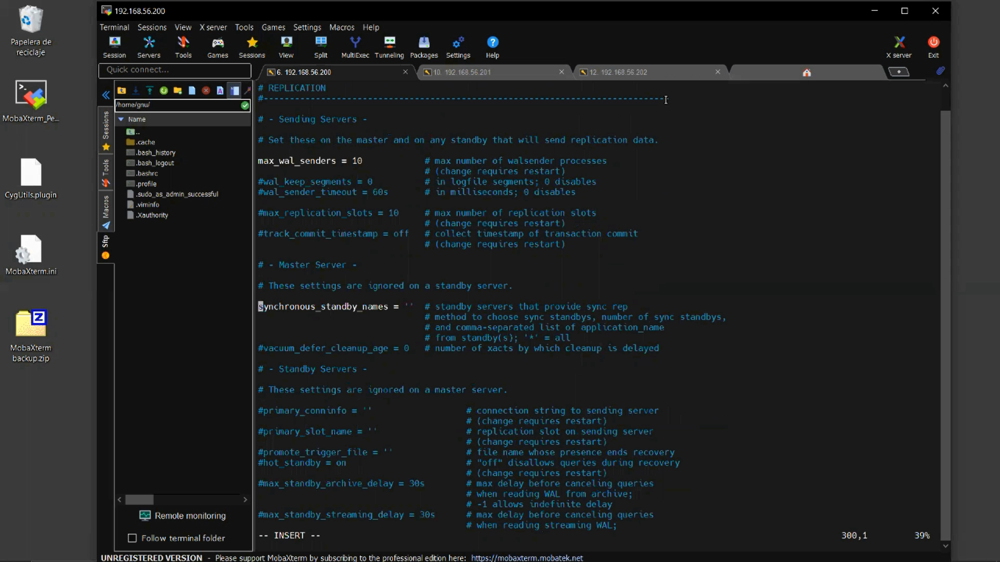 192.168.56.200
Terminal Sessions View X server Tools Games Settings Macros Help
Session Servers Tools Games Sessions View Split MultiExec Tunneling Packages Settings Help X server Exit
Quick connect...
6. 192.168.56.200
10. 192.168.56.201
12. 192.168.56.202
Papelera de
reciclaje
MobaXterm_Pe...
CygUtils.plugin
MobaXterm.ini
MobaXterm
backup.zip
Sessions
Tools
Macros
Sftp
/home/gnu/
Name
..
.cache
.bash_history
.bash_logout
.bashrc
.profile
.sudo_as_admin_successful
.viminfo
.Xauthority
Remote monitoring
Follow terminal folder
# REPLICATION
#------------------------------------------------------------------------------
# - Sending Servers -
# Set these on the master and on any standby that will send replication data.
max_wal_senders = 10 # max number of walsender processes
# (change requires restart)
#wal_keep_segments = 0 # in logfile segments; 0 disables
#wal_sender_timeout = 60s # in milliseconds; 0 disables
#max_replication_slots = 10 # max number of replication slots
# (change requires restart)
#track_commit_timestamp = off # collect timestamp of transaction commit
# (change requires restart)
# - Master Server -
# These settings are ignored on a standby server.
synchronous_standby_names = '' # standby servers that provide sync rep
# method to choose sync standbys, number of sync standbys,
# and comma-separated list of application_name
# from standby(s); '*' = all
#vacuum_defer_cleanup_age = 0 # number of xacts by which cleanup is delayed
# - Standby Servers -
# These settings are ignored on a master server.
#primary_conninfo = '' # connection string to sending server
# (change requires restart)
#primary_slot_name = '' # replication slot on sending server
# (change requires restart)
#promote_trigger_file = '' # file name whose presence ends recovery
#hot_standby = on # "off" disallows queries during recovery
# (change requires restart)
#max_standby_archive_delay = 30s # max delay before canceling queries
# when reading WAL from archive;
# -1 allows indefinite delay
#max_standby_streaming_delay = 30s # max delay before canceling queries
# when reading streaming WAL;
-- INSERT -- 300,1 39%
UNREGISTERED VERSION - Please support MobaXterm by subscribing to the professional edition here: https://mobaxterm.mobatek.net